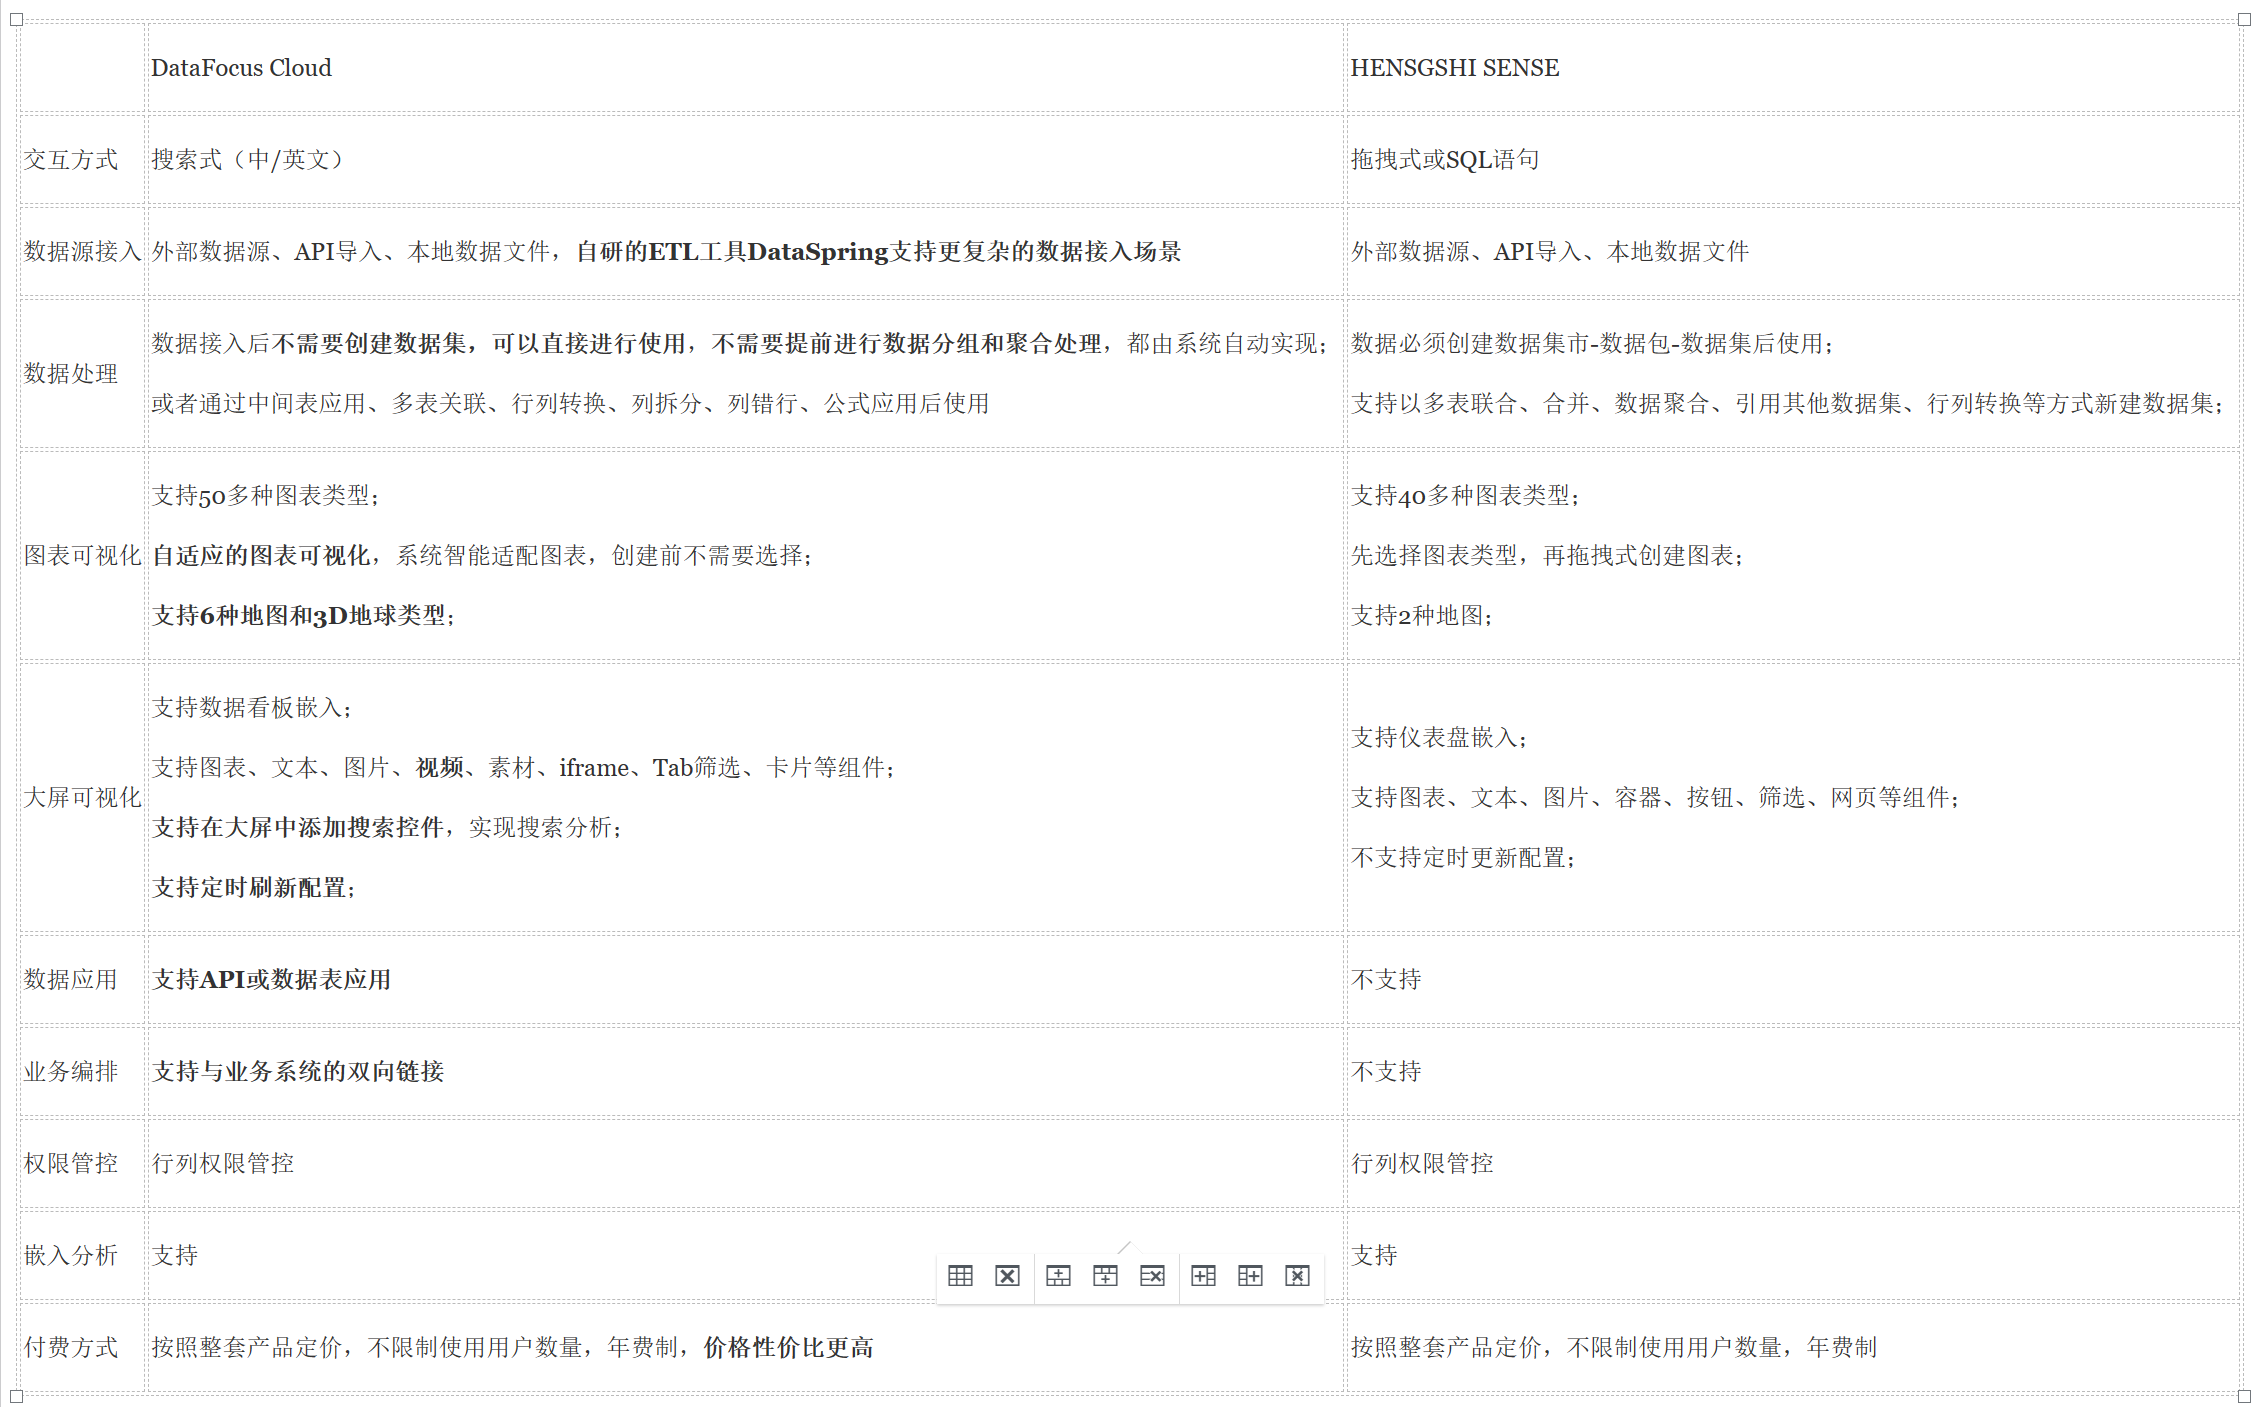 DataFocus Cloud
HENSGSHI SENSE
交互方式
搜索式（中/英文）
拖拽式或SQL语句
数据源接入
外部数据源、API导入、本地数据文件，自研的ETL工具DataSpring支持更复杂的数据接入场景
外部数据源、API导入、本地数据文件
数据处理
数据接入后不需要创建数据集，可以直接进行使用，不需要提前进行数据分组和聚合处理，都由系统自动实现；
或者通过中间表应用、多表关联、行列转换、列拆分、列错行、公式应用后使用
数据必须创建数据集市-数据包-数据集后使用；
支持以多表联合、合并、数据聚合、引用其他数据集、行列转换等方式新建数据集；
图表可视化
支持50多种图表类型；
自适应的图表可视化，系统智能适配图表，创建前不需要选择；
支持6种地图和3D地球类型；
支持40多种图表类型；
先选择图表类型，再拖拽式创建图表；
支持2种地图；
大屏可视化
支持数据看板嵌入；
支持图表、文本、图片、视频、素材、iframe、Tab筛选、卡片等组件；
支持在大屏中添加搜索控件，实现搜索分析；
支持定时刷新配置；
支持仪表盘嵌入；
支持图表、文本、图片、容器、按钮、筛选、网页等组件；
不支持定时更新配置；
数据应用
支持API或数据表应用
不支持
业务编排
支持与业务系统的双向链接
不支持
权限管控
行列权限管控
行列权限管控
嵌入分析
支持
支持
付费方式
按照整套产品定价，不限制使用用户数量，年费制，价格性价比更高
按照整套产品定价，不限制使用用户数量，年费制